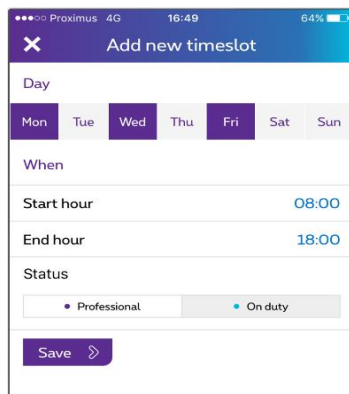 Proximus 4G 16:49 64%
Add new timeslot
Day
Mon Tue Wed Thu Fri Sat Sun
When
Start hour 08:00
End hour 18:00
Status
Professional On duty
Save